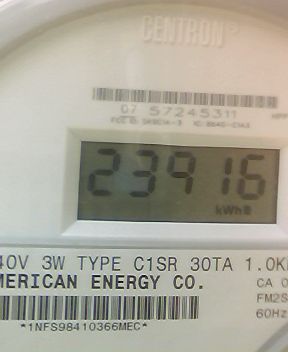 CENTRON®
07 57245311
23916
kWh
40V 3W TYPE C1SR 30TA 1.0K
MERICAN ENERGY CO.
CA 0
FM2S
60Hz
*1NFS98410366MEC*